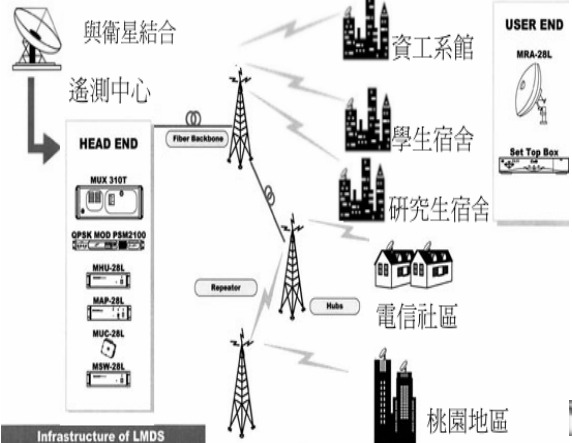 與衛星結合
遙測中心
HEAD END
MUX 310T
QPSK MOD PSM2100
MHU-28L
MAP-28L
MUC-28L
MSW-28L
Infrastructure of LMDS
Fiber Backbone
Repeator
Hubs
資工系館
學生宿舍
研究生宿舍
電信社區
桃園地區
USER END
MRA-28L
Set Top Box